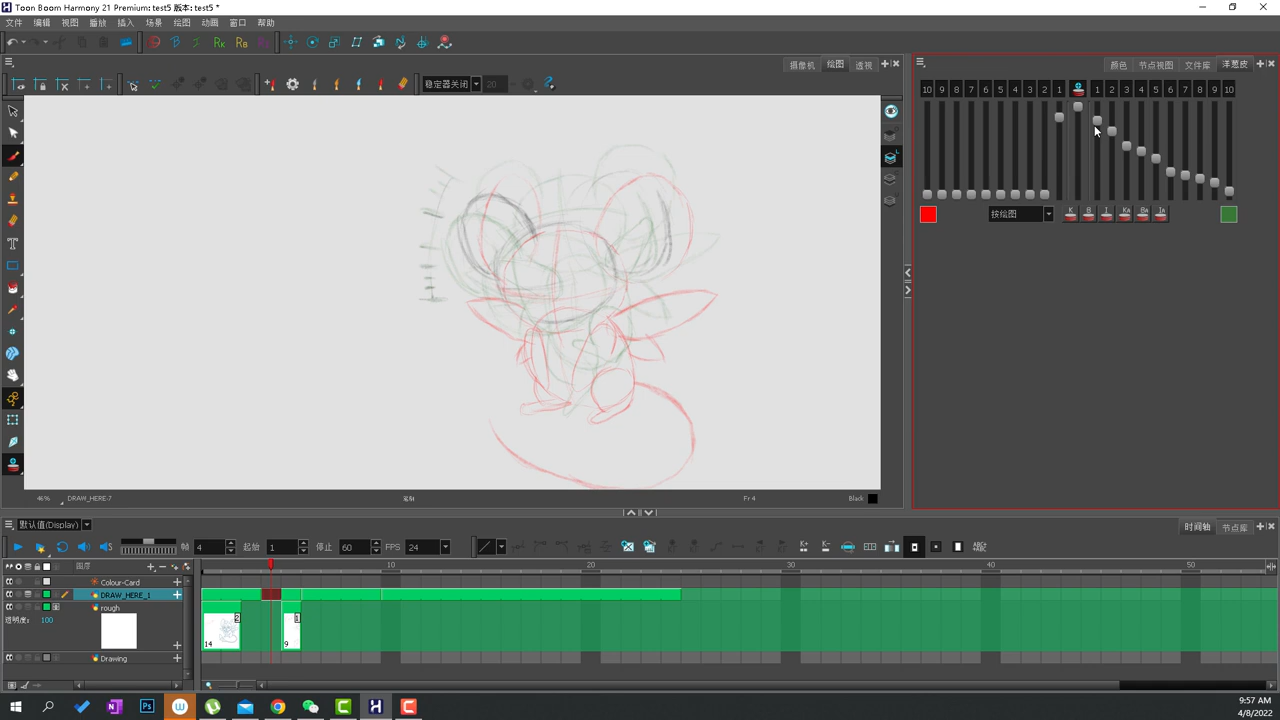 Toon Boom Harmony 21 Premium: test5 版本: test5 *
文件 编辑 视图 播放 插入 场景 绘图 动画 窗口 帮助
摄像机 绘图 透视
颜色 节点视图 文件库 洋葱皮
稳定器关闭 20
10 9 8 7 6 5 4 3 2 1 1 2 3 4 5 6 7 8 9 10
按绘图
46% DRAW_HERE-7 Fr 4 Black
默认值(Display)
时间轴 节点库
帧 4 起始 1 停止 60 FPS 24
图序 10 20 30 40 50
Colour-Card
DRAW_HERE_1
rough
透明度: 100
2 1
14 9
Drawing
9:57 AM
4/8/2022